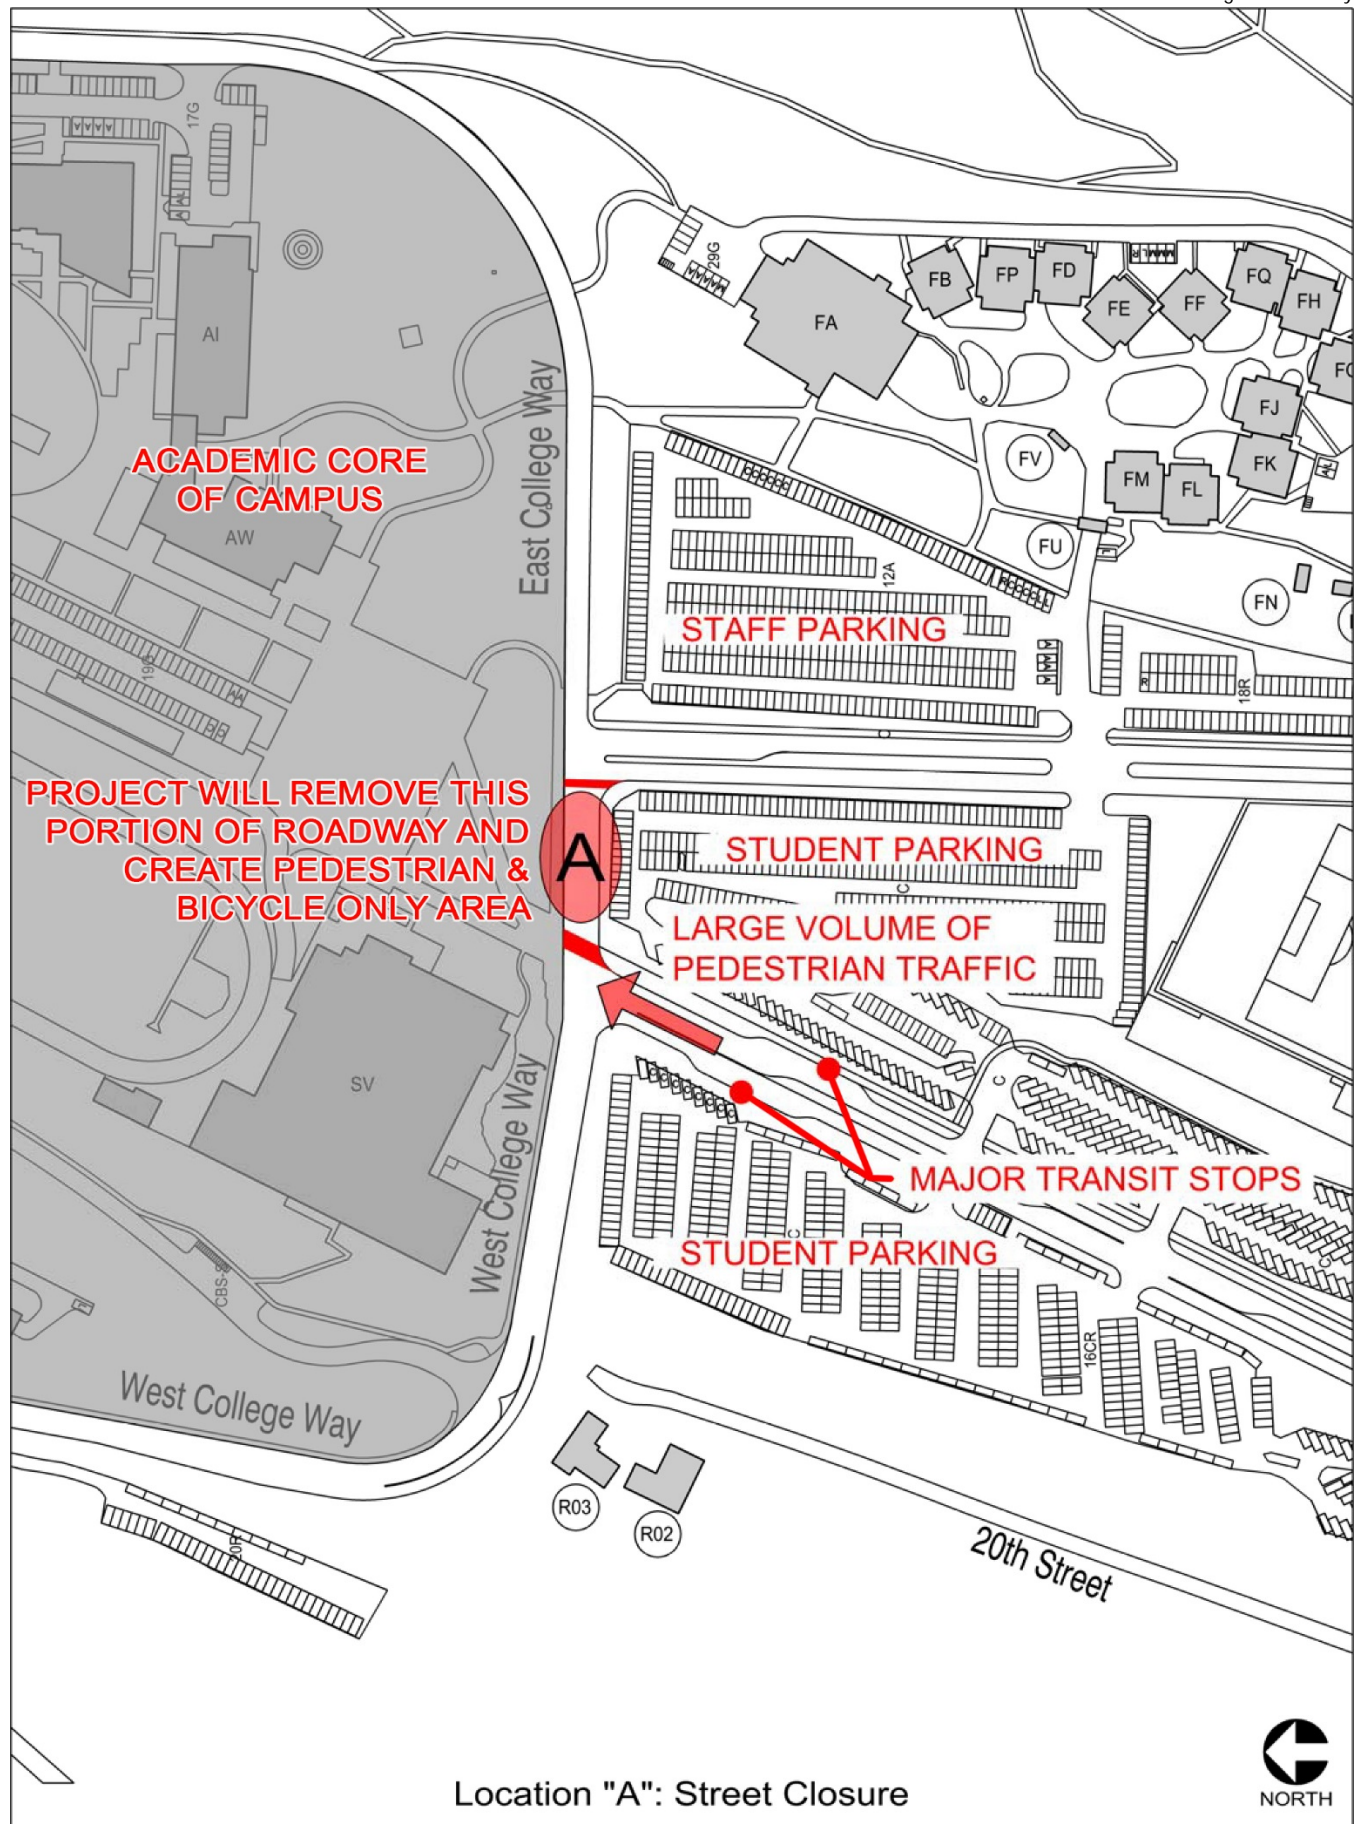 17G
29G
FB
FP
FD
FE
FF
FQ
FH
FA
AI
FJ
FK
FV
FM
FL
East College Way
ACADEMIC CORE
OF CAMPUS
AW
FU
12A
FN
STAFF PARKING
19G
18R
PROJECT WILL REMOVE THIS
PORTION OF ROADWAY AND
CREATE PEDESTRIAN &
BICYCLE ONLY AREA
A
STUDENT PARKING
C
LARGE VOLUME OF
PEDESTRIAN TRAFFIC
SV
West College Way
C
MAJOR TRANSIT STOPS
C
STUDENT PARKING
C
16CR
West College Way
R03
R02
20R
20th Street
Location "A": Street Closure
NORTH